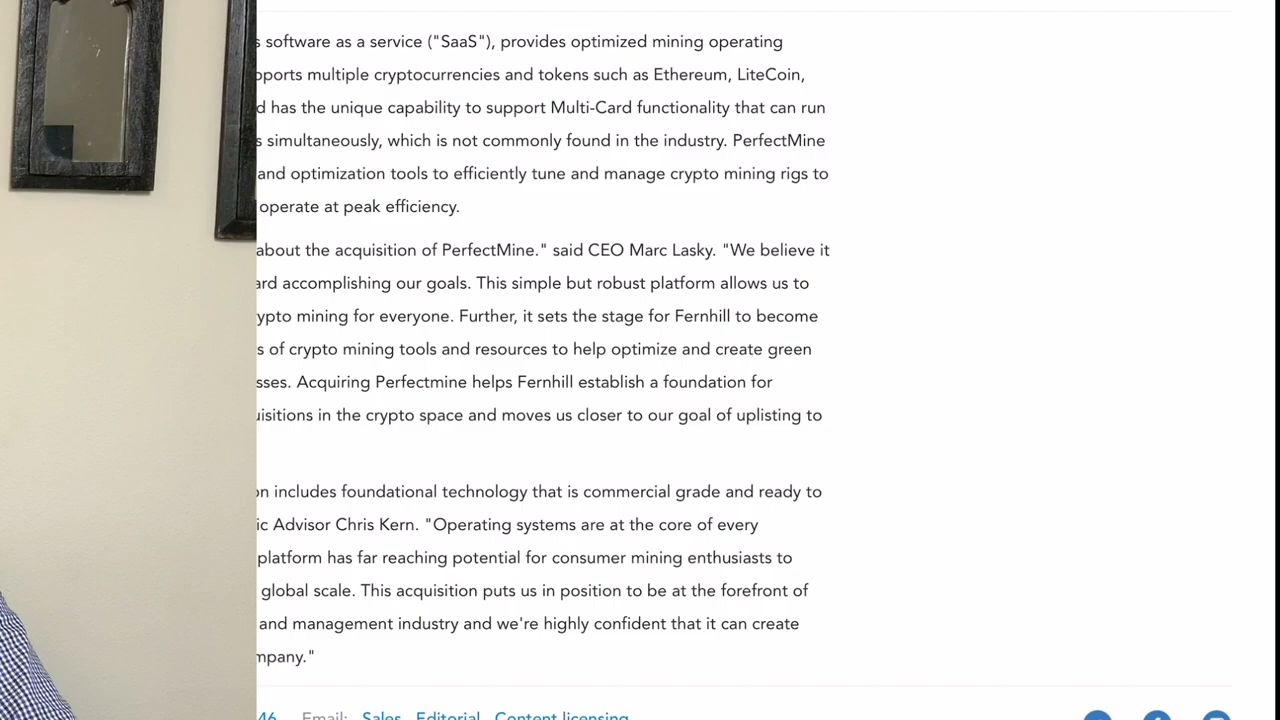 software as a service ("SaaS"), provides optimized mining operating
multiple cryptocurrencies and tokens such as Ethereum, LiteCoin,
has the unique capability to support Multi-Card functionality that can run
simultaneously, which is not commonly found in the industry. PerfectMine
and optimization tools to efficiently tune and manage crypto mining rigs to
operate at peak efficiency.
about the acquisition of PerfectMine." said CEO Marc Lasky. "We believe it
accomplishing our goals. This simple but robust platform allows us to
mining for everyone. Further, it sets the stage for Fernhill to become
of crypto mining tools and resources to help optimize and create green
Acquiring Perfectmine helps Fernhill establish a foundation for
in the crypto space and moves us closer to our goal of uplisting to
includes foundational technology that is commercial grade and ready to
Advisor Chris Kern. "Operating systems are at the core of every
platform has far reaching potential for consumer mining enthusiasts to
global scale. This acquisition puts us in position to be at the forefront of
and management industry and we're highly confident that it can create
46 Email: Sales Editorial Content licensing